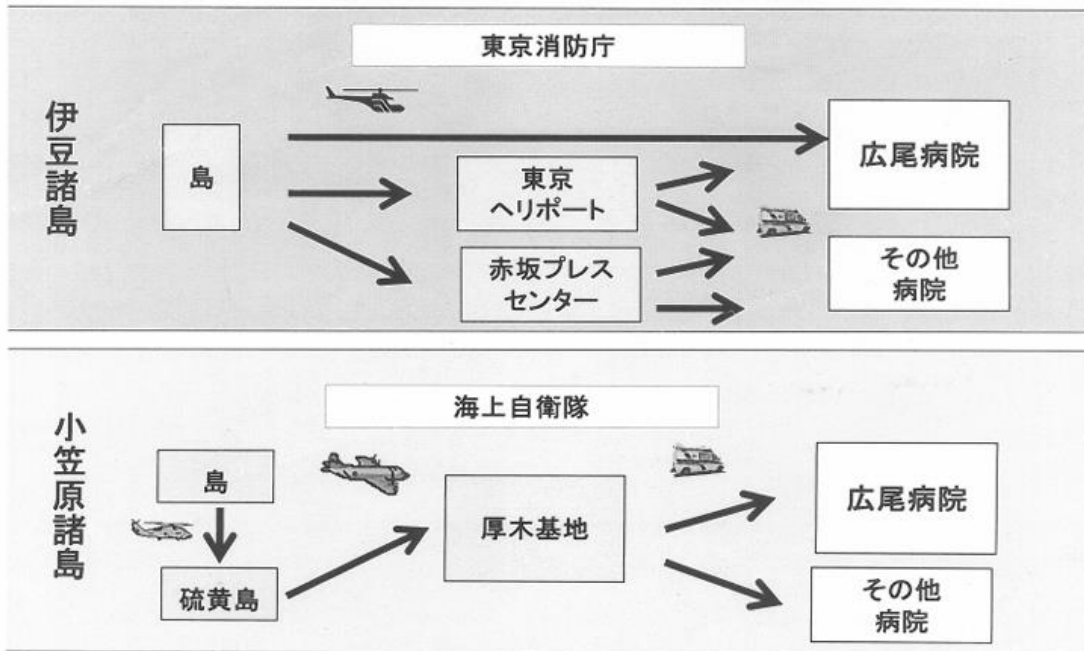 東京消防庁
伊豆諸島
島
広尾病院
東京
ヘリポート
赤坂プレス
センター
その他
病院
海上自衛隊
小笠原諸島
島
硫黄島
厚木基地
広尾病院
その他
病院